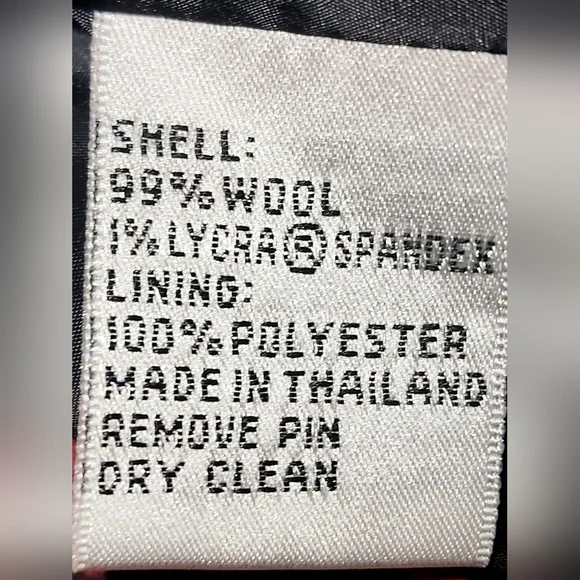 SHELL:
99% WOOL
1% LYCRA® SPANDEX
LINING:
100% POLYESTER
MADE IN THAILAND
REMOVE PIN
DRY CLEAN